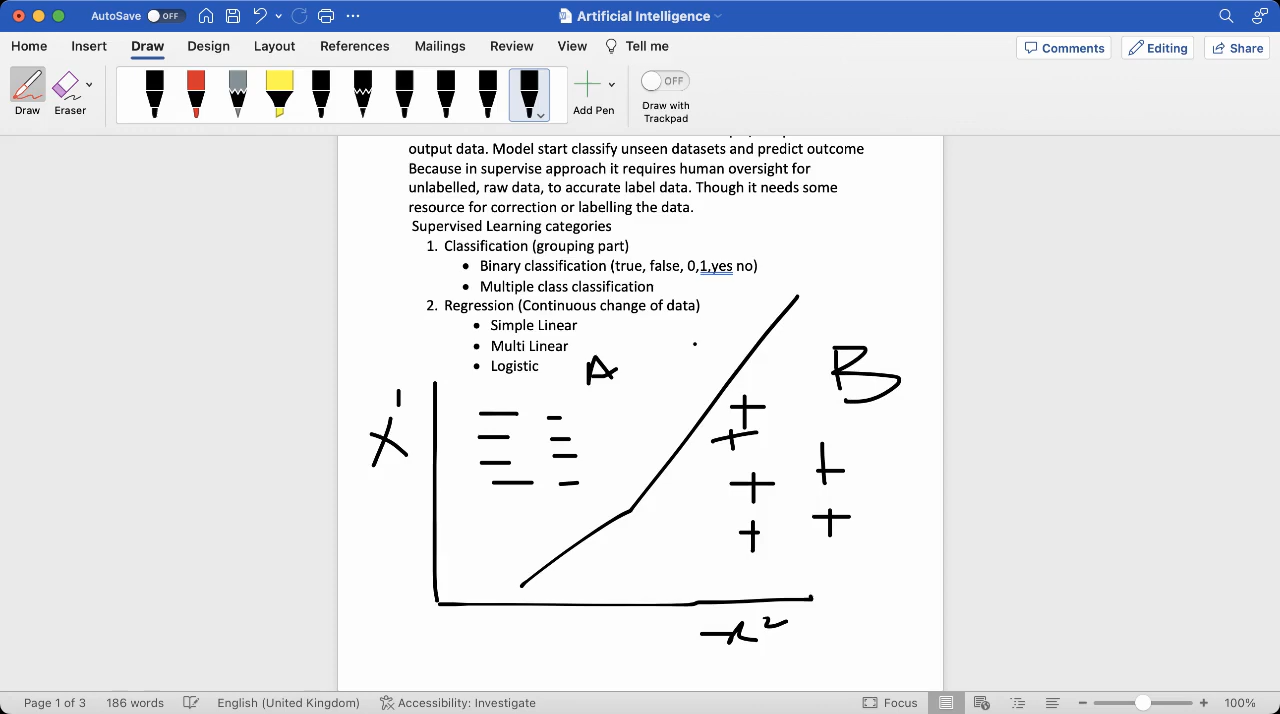 AutoSave OFF Artificial Intelligence
Home Insert Draw Design Layout References Mailings Review View Tell me Comments Editing Share
OFF
Draw Eraser Add Pen Draw with
Trackpad
output data. Model start classify unseen datasets and predict outcome
Because in supervise approach it requires human oversight for
unlabelled, raw data, to accurate label data. Though it needs some
resource for correction or labelling the data.
Supervised Learning categories
1. Classification (grouping part)
• Binary classification (true, false, 0,1,yes no)
• Multiple class classification
2. Regression (Continuous change of data)
• Simple Linear
• Multi Linear
• Logistic
A
B
X1
x2
Page 1 of 3 186 words English (United Kingdom) Accessibility: Investigate Focus 100%